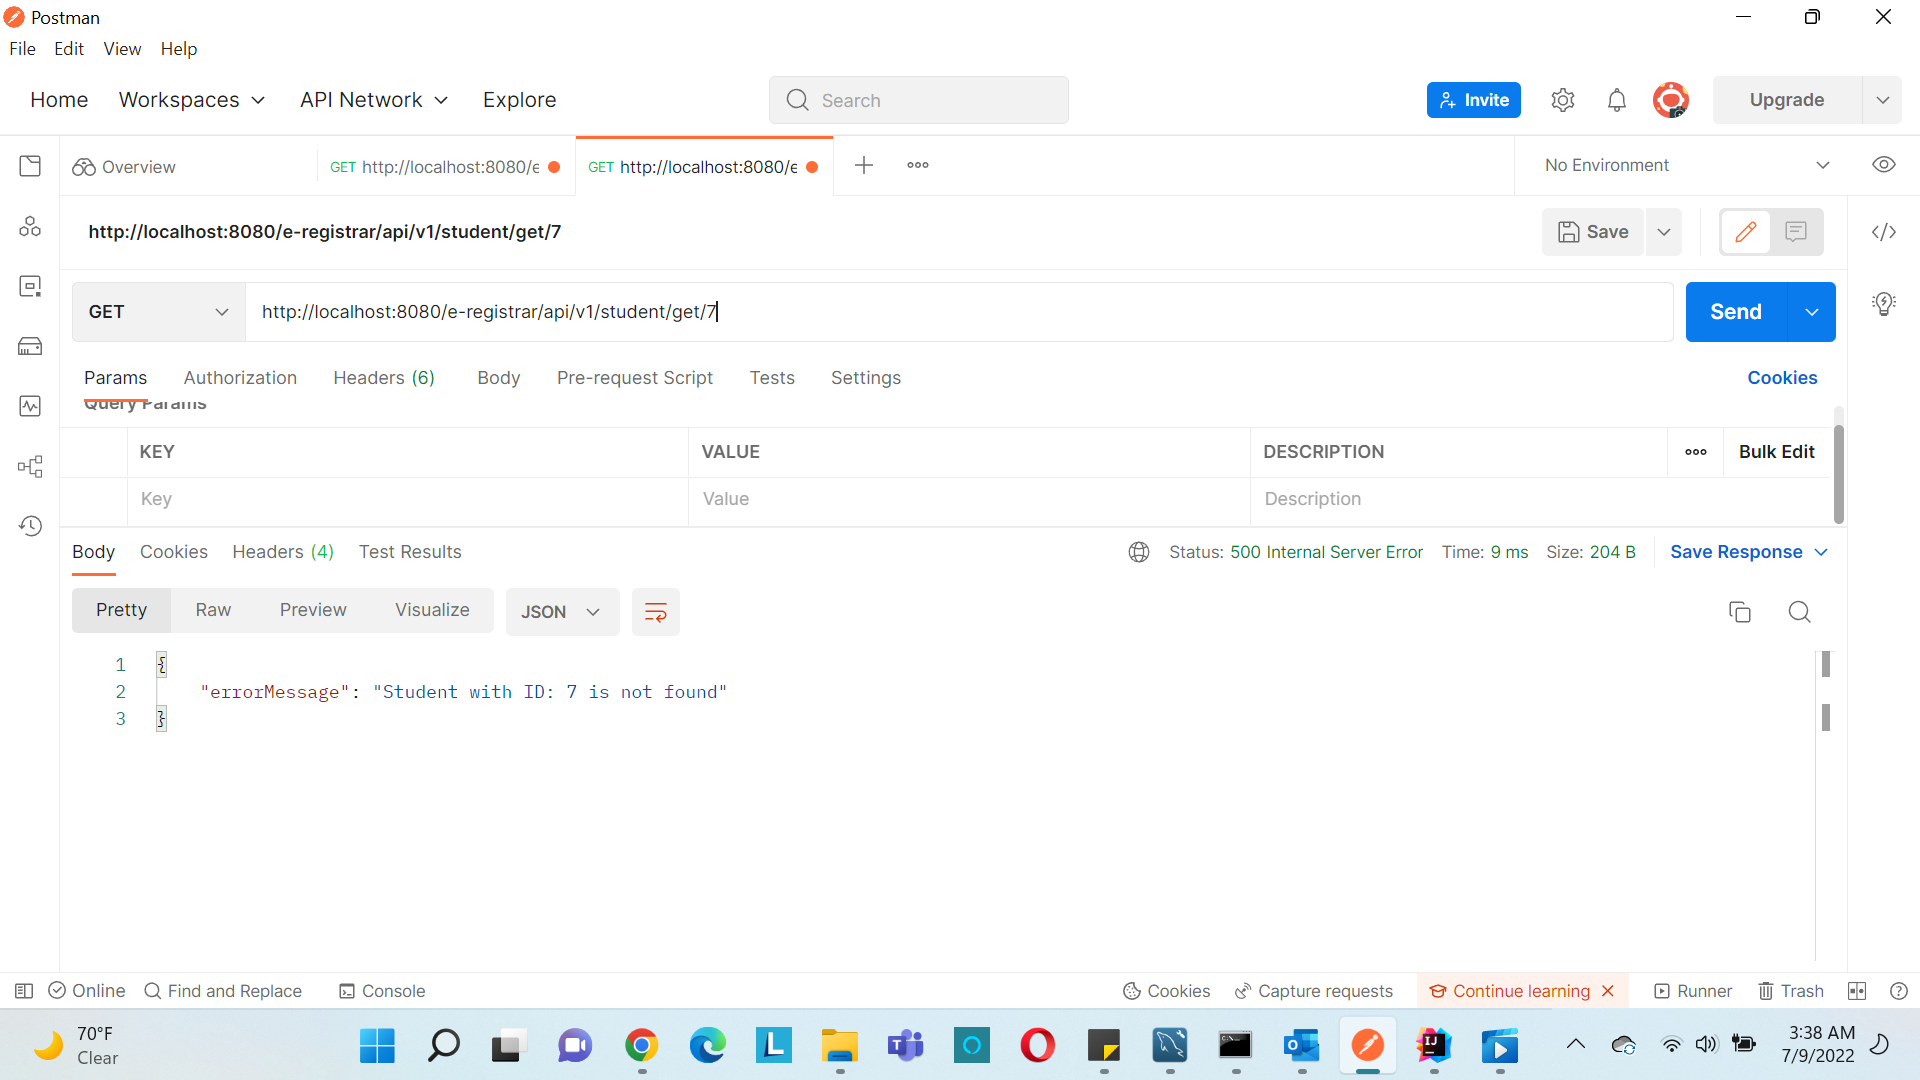 Postman
File Edit View Help
Home Workspaces API Network Explore Search Invite Upgrade
Overview GET http://localhost:8080/e GET http://localhost:8080/e No Environment
http://localhost:8080/e-registrar/api/v1/student/get/7 Save
GET http://localhost:8080/e-registrar/api/v1/student/get/7 Send
Params Authorization Headers (6) Body Pre-request Script Tests Settings Cookies
Query Params
KEY VALUE DESCRIPTION Bulk Edit
Key Value Description
Body Cookies Headers (4) Test Results Status: 500 Internal Server Error Time: 9 ms Size: 204 B Save Response
Pretty Raw Preview Visualize JSON
1 {
2 "errorMessage": "Student with ID: 7 is not found"
3 }
Online Find and Replace Console Cookies Capture requests Continue learning Runner Trash
70°F
Clear
3:38 AM
7/9/2022